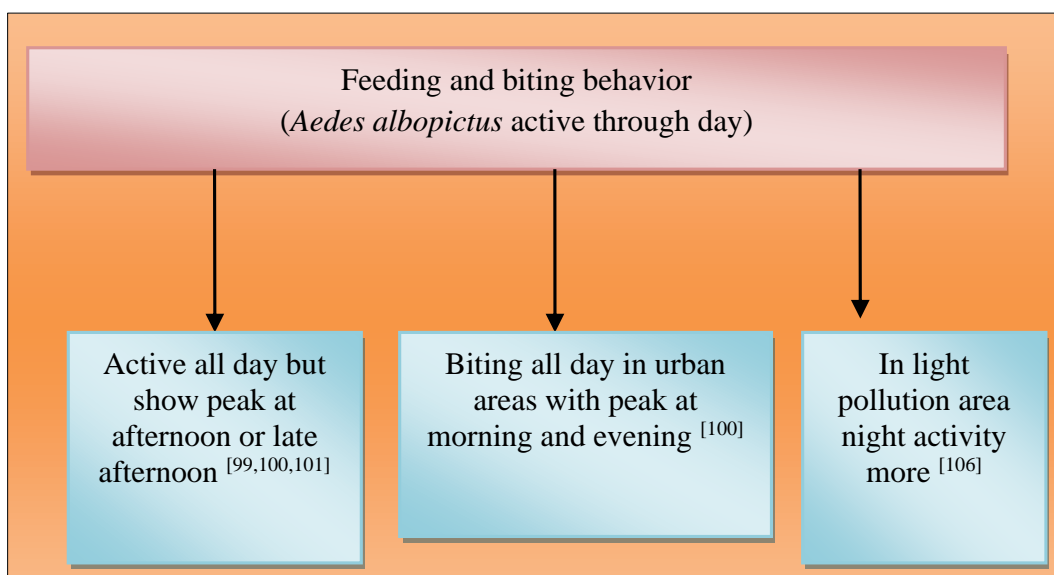 Feeding and biting behavior
(Aedes albopictus active through day)
Active all day but
show peak at
afternoon or late
afternoon [99,100,101]
Biting all day in urban
areas with peak at
morning and evening [100]
In light
pollution area
night activity
more [106]